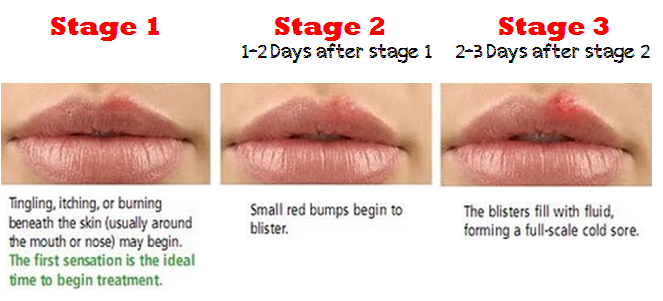 Stage 1
Tingling, itching, or burning
beneath the skin (usually around
the mouth or nose) may begin.
The first sensation is the ideal
time to begin treatment.
Stage 2
1-2 Days after stage 1
Small red bumps begin to
blister.
Stage 3
2-3 Days after stage 2
The blisters fill with fluid,
forming a full-scale cold sore.